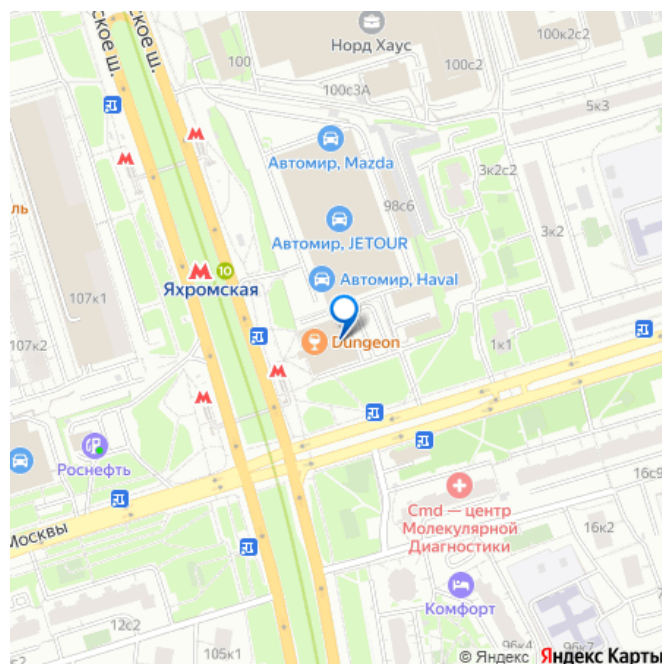 ское ш.
ское ш.
Норд Хаус
100к2с2
100
100с2
100с3А
5к3
Автомир, Mazda
3к2с2
ль
98с6
3к2
Автомир, JETOUR
10
Автомир, Haval
Яхромская
107к1
Dungeon
107к2
1к1
Роснефть
16с9
Cmd — центр
Молекулярной
Диагностики
16к2
Москвы
Комфорт
12с2
105к1
96к4
96к7
© Яндекс Яндекс Карты